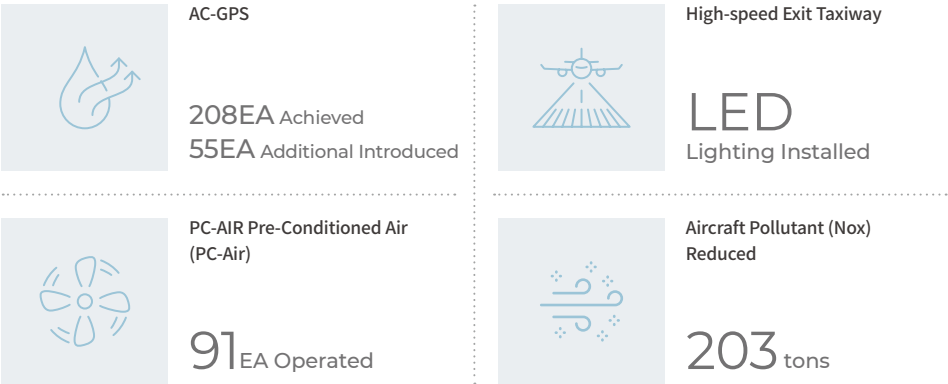 AC-GPS
208EA Achieved
55EA Additional Introduced
High-speed Exit Taxiway
LED
Lighting Installed
PC-AIR Pre-Conditioned Air
(PC-Air)
91EA Operated
Aircraft Pollutant (Nox)
Reduced
203 tons